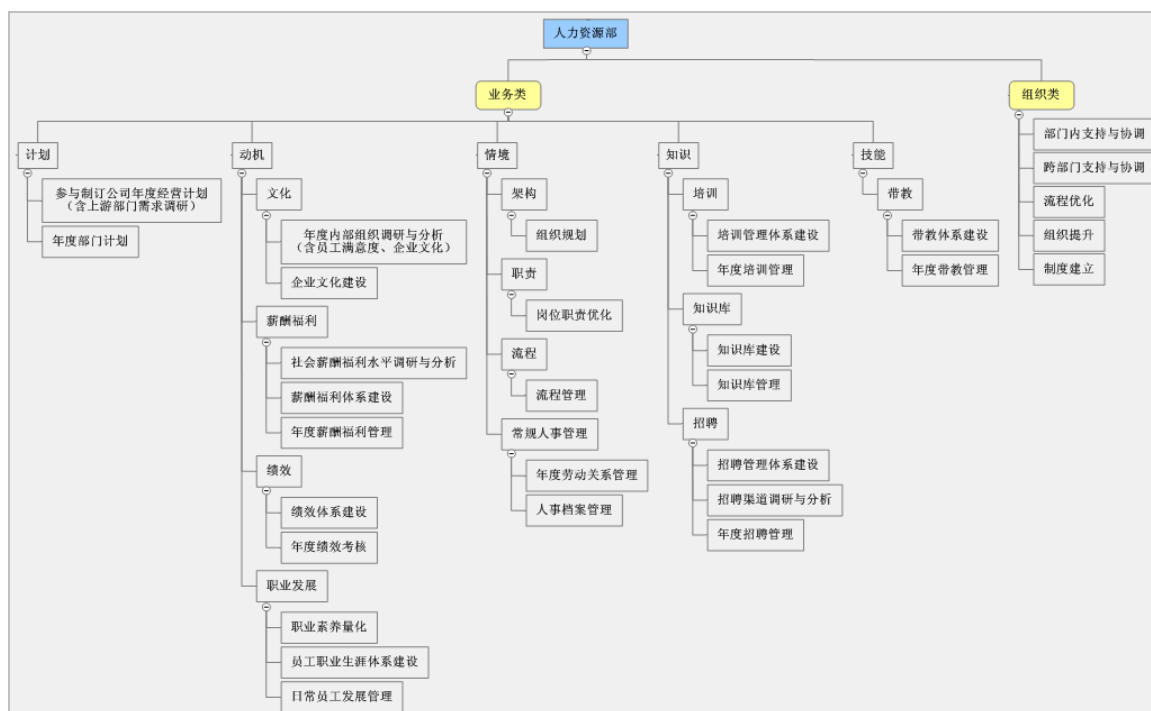 人力资源部
业务类
组织类
计划
参与制订公司年度经营计划
（含上游部门需求调研）
年度部门计划
动机
文化
年度内部组织调研与分析
（含员工满意度、企业文化）
企业文化建设
薪酬福利
社会薪酬福利水平调研与分析
薪酬福利体系建设
年度薪酬福利管理
绩效
绩效体系建设
年度绩效考核
职业发展
职业素养量化
员工职业生涯体系建设
日常员工发展管理
情境
架构
组织规划
职责
岗位职责优化
流程
流程管理
常规人事管理
年度劳动关系管理
人事档案管理
知识
培训
培训管理体系建设
年度培训管理
知识库
知识库建设
知识库管理
招聘
招聘管理体系建设
招聘渠道调研与分析
年度招聘管理
技能
带教
带教体系建设
年度带教管理
部门内支持与协调
跨部门支持与协调
流程优化
组织提升
制度建立